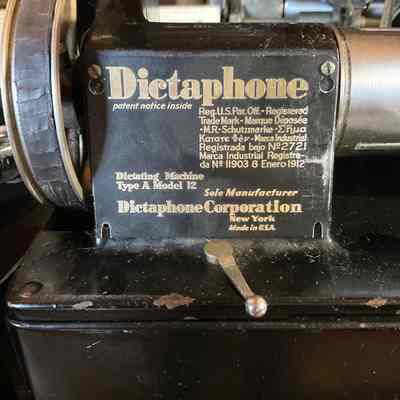 Dictaphone
patent notice inside
Reg. U.S. Pat. Off. - Registered
Trade Mark - Marque Déposée
- M.R. Schutzmarke - Σῆμα
Marca Industrial
Registrada bajo Nº 2721
Marca Industrial Registra-
da Nº 11903 8 Enero 1912
Dictating Machine
Type A Model 12
Sole Manufacturer
Dictaphone Corporation
New York
Made in U.S.A.